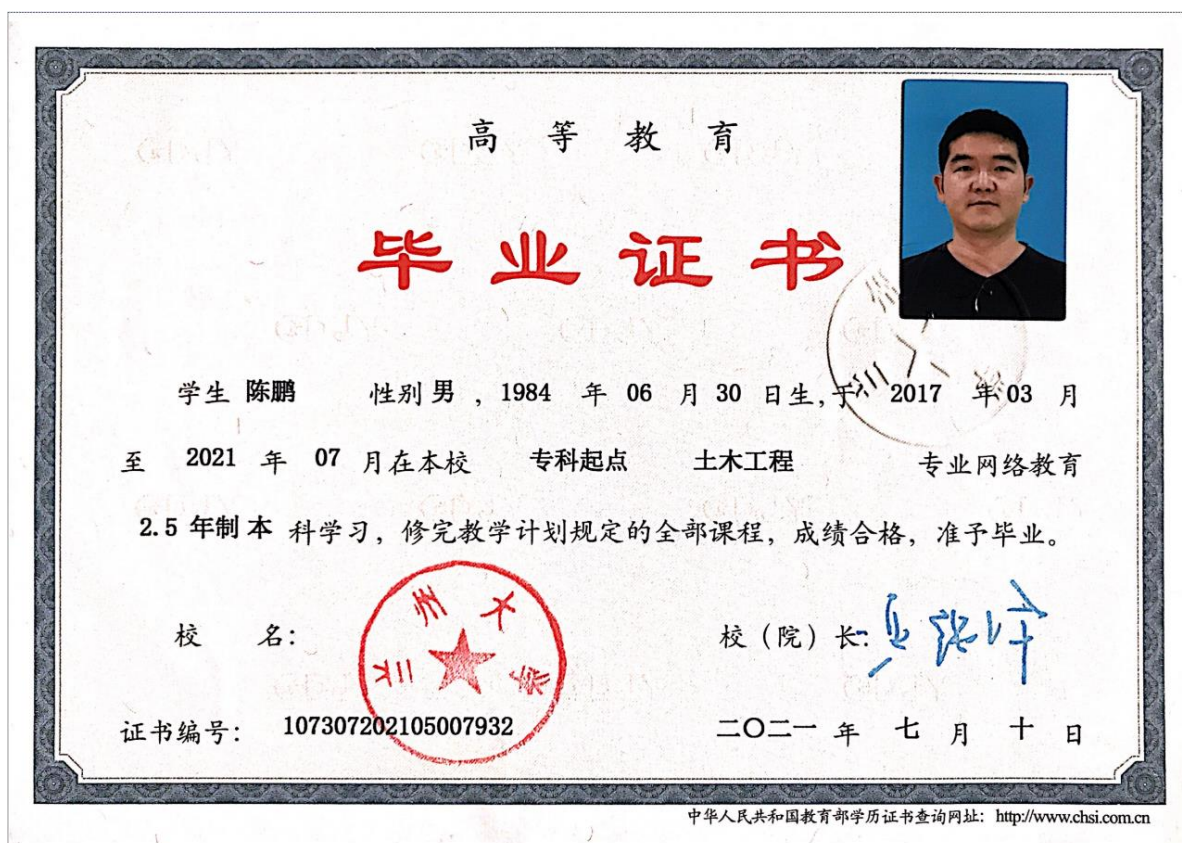 高等教育
毕业证书
学生 陈鹏 性别 男 , 1984 年 06 月 30 日生,于 2017 年 03 月
至 2021 年 07 月在本校 专科起点 土木工程 专业网络教育
2.5 年制 本 科学习，修完教学计划规定的全部课程，成绩合格，准予毕业。
兰州大学
校 名: 校（院）长:
证书编号: 107307202105007932 二〇二一 年 七 月 十 日
中华人民共和国教育部学历证书查询网址: http://www.chsi.com.cn